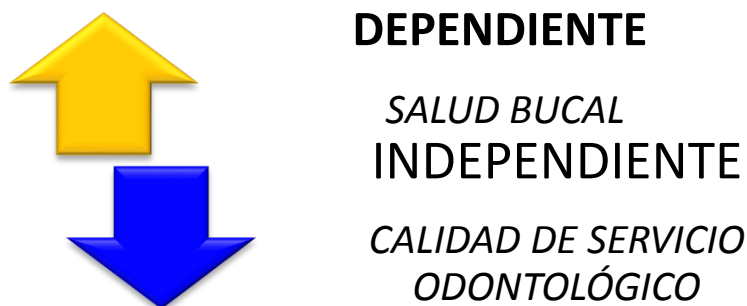 DEPENDIENTE
SALUD BUCAL
INDEPENDIENTE
CALIDAD DE SERVICIO
ODONTOLÓGICO